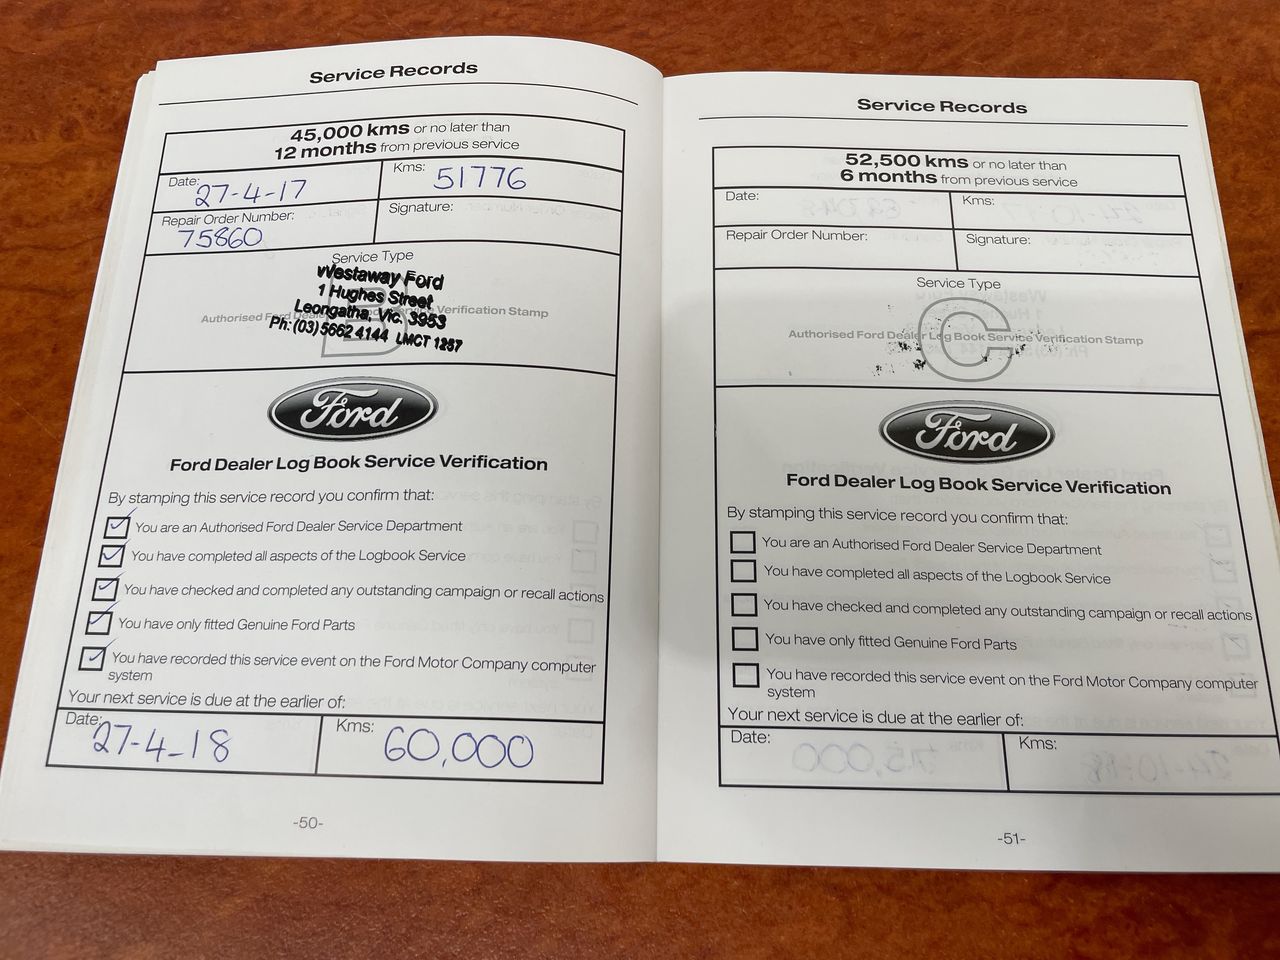 Service Records
45,000 kms or no later than
12 months from previous service
Date: 27-4-17
Kms: 51776
Repair Order Number: 75860
Signature:
Service Type
B
Authorised Ford Dealer Log Book Service Verification Stamp
Westaway Ford
1 Hughes Street
Leongatha, Vic. 3953
Ph: (03) 5662 4144 LMCT 1257
Ford
Ford Dealer Log Book Service Verification
By stamping this service record you confirm that:
You are an Authorised Ford Dealer Service Department
You have completed all aspects of the Logbook Service
You have checked and completed any outstanding campaign or recall actions
You have only fitted Genuine Ford Parts
You have recorded this service event on the Ford Motor Company computer
system
Your next service is due at the earlier of:
Date: 27-4-18
Kms: 60,000
-50-
Service Records
52,500 kms or no later than
6 months from previous service
Date:
Kms:
Repair Order Number:
Signature:
Service Type
C
Authorised Ford Dealer Log Book Service Verification Stamp
Ford
Ford Dealer Log Book Service Verification
By stamping this service record you confirm that:
You are an Authorised Ford Dealer Service Department
You have completed all aspects of the Logbook Service
You have checked and completed any outstanding campaign or recall actions
You have only fitted Genuine Ford Parts
You have recorded this service event on the Ford Motor Company computer
system
Your next service is due at the earlier of:
Date:
Kms:
-51-